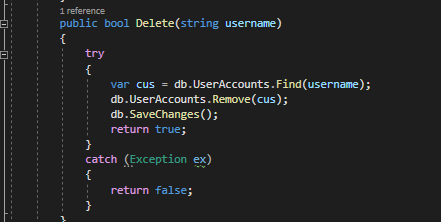 1 reference
public bool Delete(string username)
{
try
{
var cus = db.UserAccounts.Find(username);
db.UserAccounts.Remove(cus);
db.SaveChanges();
return true;
}
catch (Exception ex)
{
return false;
}
}